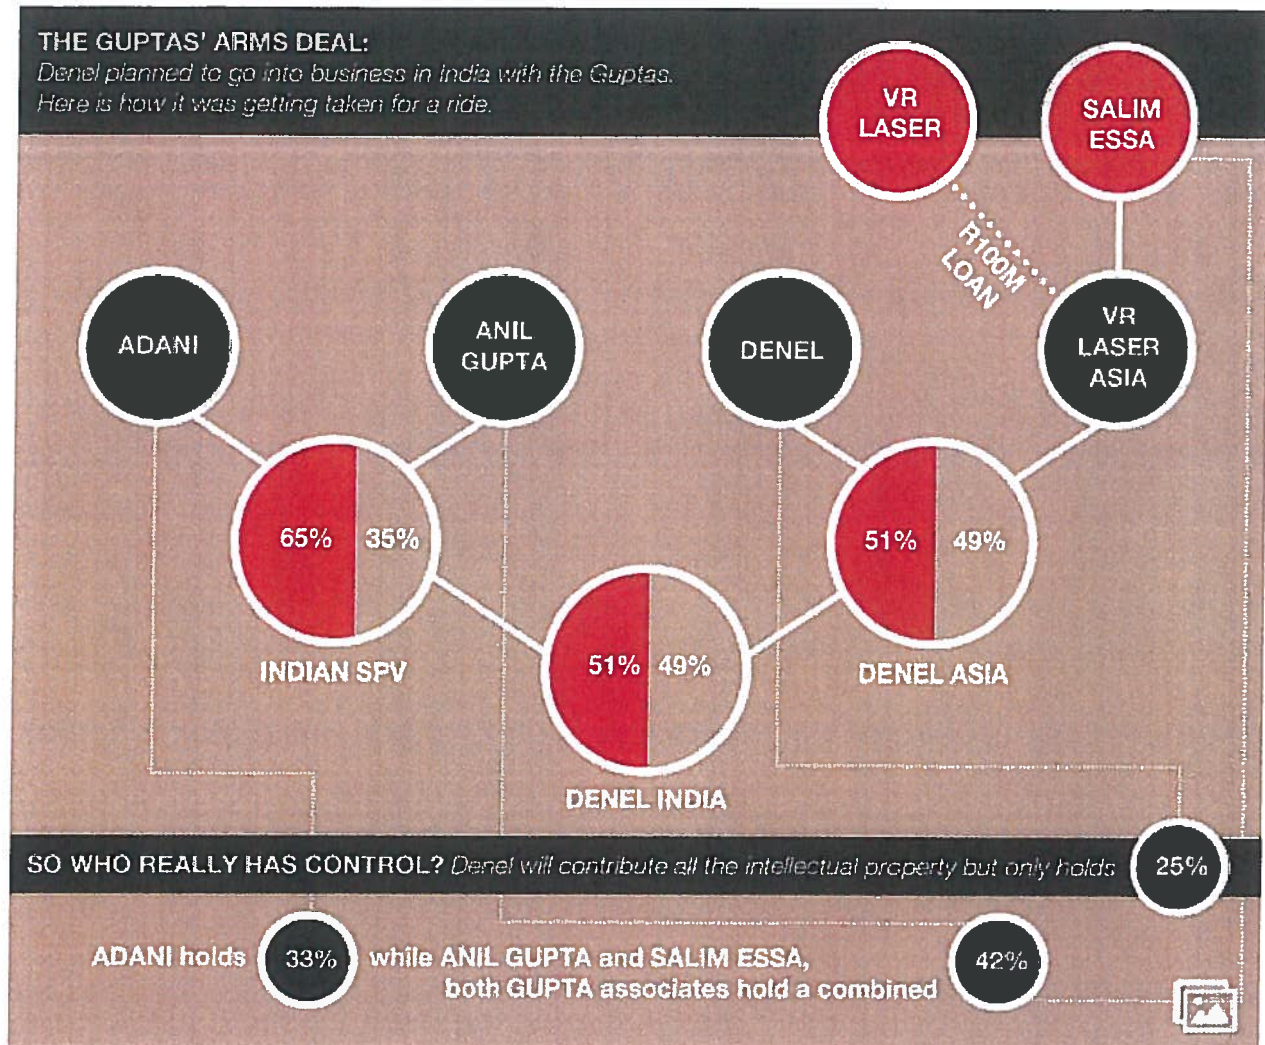 THE GUPTAS' ARMS DEAL:
Denel planned to go into business in India with the Guptas.
Here is how it was getting taken for a ride.
VR
LASER
SALIM
ESSA
R100M
LOAN
ADANI
ANIL
GUPTA
DENEL
VR
LASER
ASIA
65% 35%
51% 49%
INDIAN SPV
51% 49%
DENEL ASIA
DENEL INDIA
SO WHO REALLY HAS CONTROL? Denel will contribute all the intellectual property but only holds 25%
ADANI holds 33% while ANIL GUPTA and SALIM ESSA,
both GUPTA associates hold a combined 42%